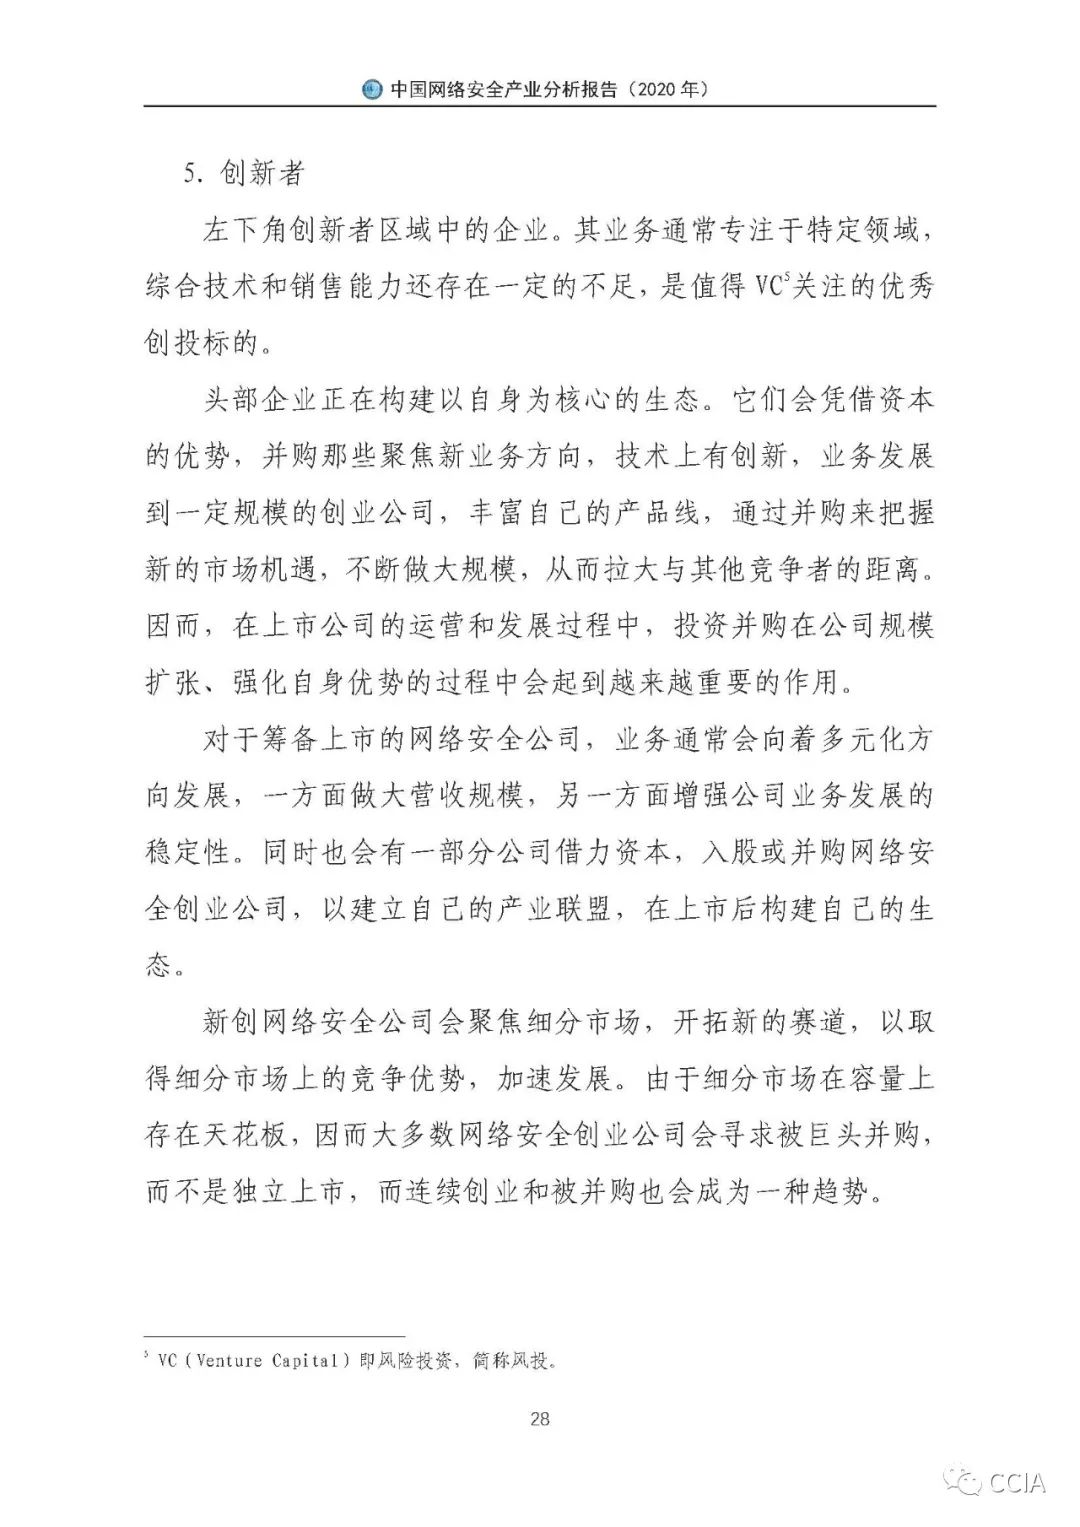 中国网络安全产业分析报告（2020 年）
5. 创新者
左下角创新者区域中的企业。其业务通常专注于特定领域，
综合技术和销售能力还存在一定的不足，是值得 VC⁵关注的优秀
创投标的。
头部企业正在构建以自身为核心的生态。它们会凭借资本
的优势，并购那些聚焦新业务方向，技术上有创新，业务发展
到一定规模的创业公司，丰富自己的产品线，通过并购来把握
新的市场机遇，不断做大规模，从而拉大与其他竞争者的距离。
因而，在上市公司的运营和发展过程中，投资并购在公司规模
扩张、强化自身优势的过程中会起到越来越重要的作用。
对于筹备上市的网络安全公司，业务通常会向着多元化方
向发展，一方面做大营收规模，另一方面增强公司业务发展的
稳定性。同时也会有一部分公司借力资本，入股或并购网络安
全创业公司，以建立自己的产业联盟，在上市后构建自己的生
态。
新创网络安全公司会聚焦细分市场，开拓新的赛道，以取
得细分市场上的竞争优势，加速发展。由于细分市场在容量上
存在天花板，因而大多数网络安全创业公司会寻求被巨头并购，
而不是独立上市，而连续创业和被并购也会成为一种趋势。
⁵ VC（Venture Capital）即风险投资，简称风投。
28
CCIA